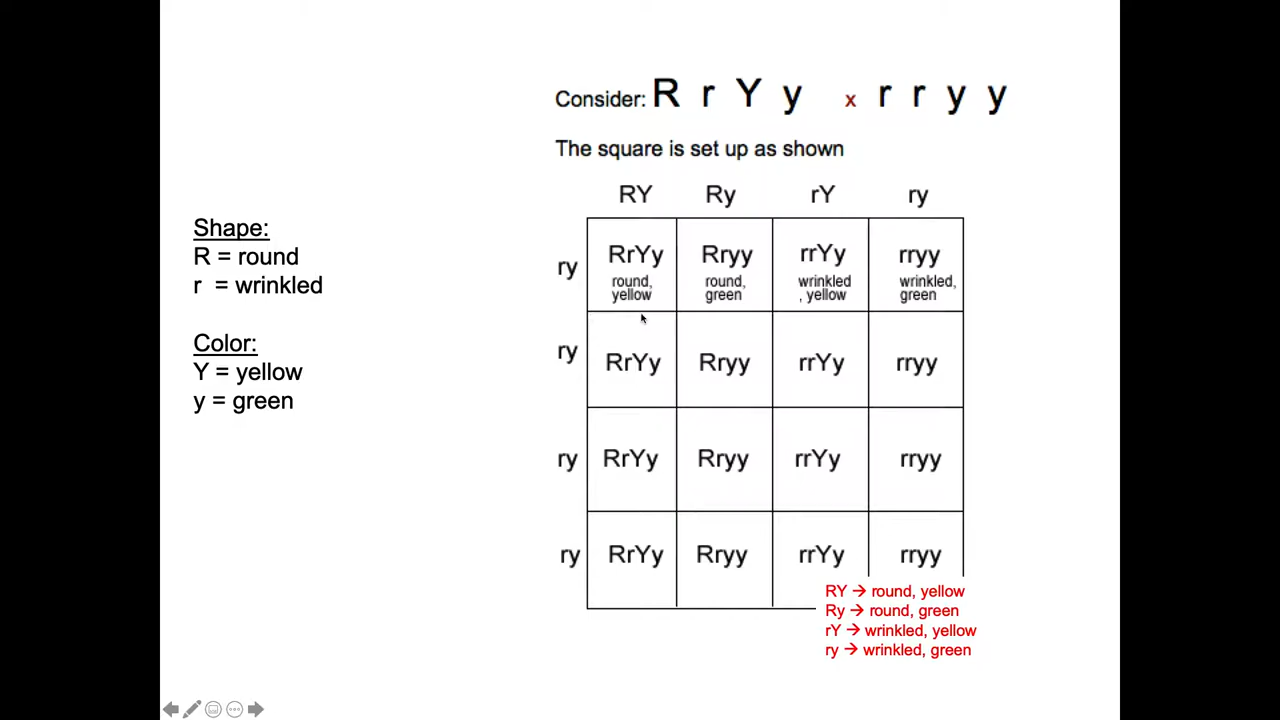 Consider: R r Y y x r r y y
The square is set up as shown
Shape:
R = round
r = wrinkled
Color:
Y = yellow
y = green
RY Ry rY ry
ry RrYy Rryy rrYy rryy
round, round, wrinkled wrinkled,
yellow green , yellow green
ry RrYy Rryy rrYy rryy
ry RrYy Rryy rrYy rryy
ry RrYy Rryy rrYy rryy
RY → round, yellow
Ry → round, green
rY → wrinkled, yellow
ry → wrinkled, green